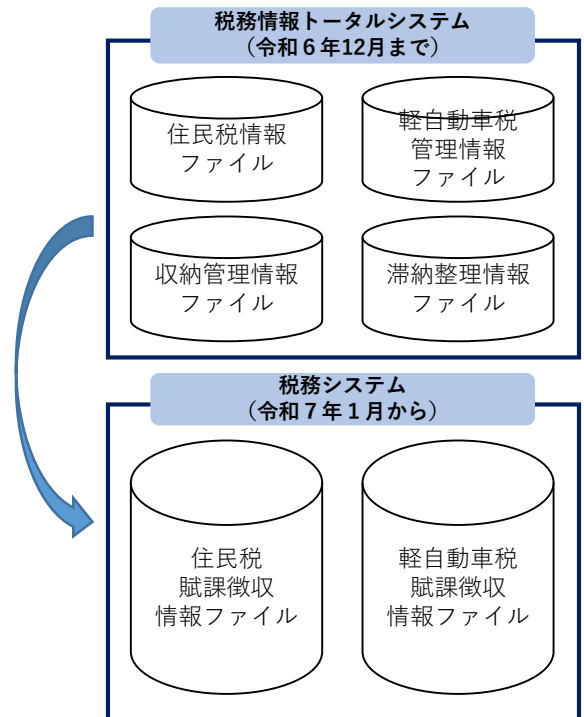 税務情報トータルシステム
（令和６年12月まで）
住民税情報
ファイル
軽自動車税
管理情報
ファイル
収納管理情報
ファイル
滞納整理情報
ファイル
税務システム
（令和７年１月から）
住民税
賦課徴収
情報ファイル
軽自動車税
賦課徴収
情報ファイル